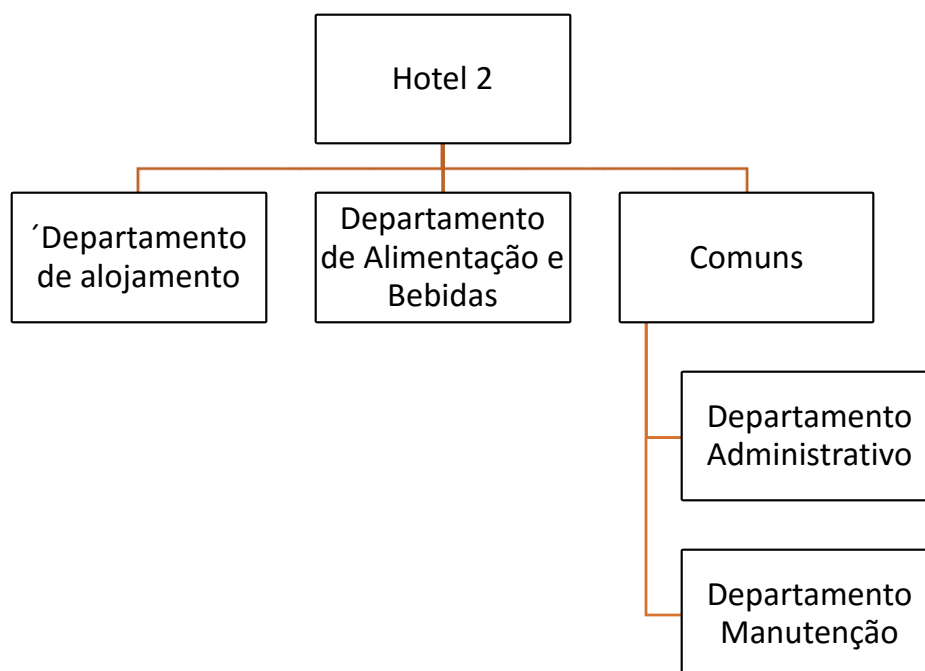 Hotel 2
´Departamento
de alojamento
Departamento
de Alimentação e
Bebidas
Comuns
Departamento
Administrativo
Departamento
Manutenção